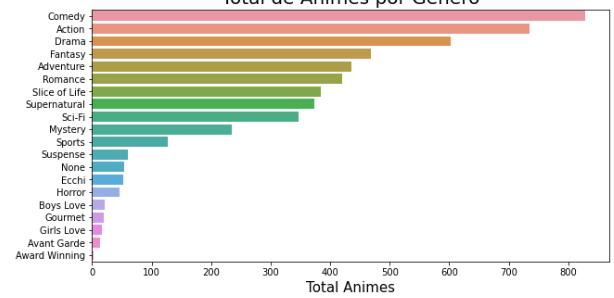 Total de Animes por Genero
Comedy
Action
Drama
Fantasy
Adventure
Romance
Slice of Life
Supernatural
Sci-Fi
Mystery
Sports
Suspense
None
Ecchi
Horror
Boys Love
Gourmet
Girls Love
Avant Garde
Award Winning
0 100 200 300 400 500 600 700 800
Total Animes